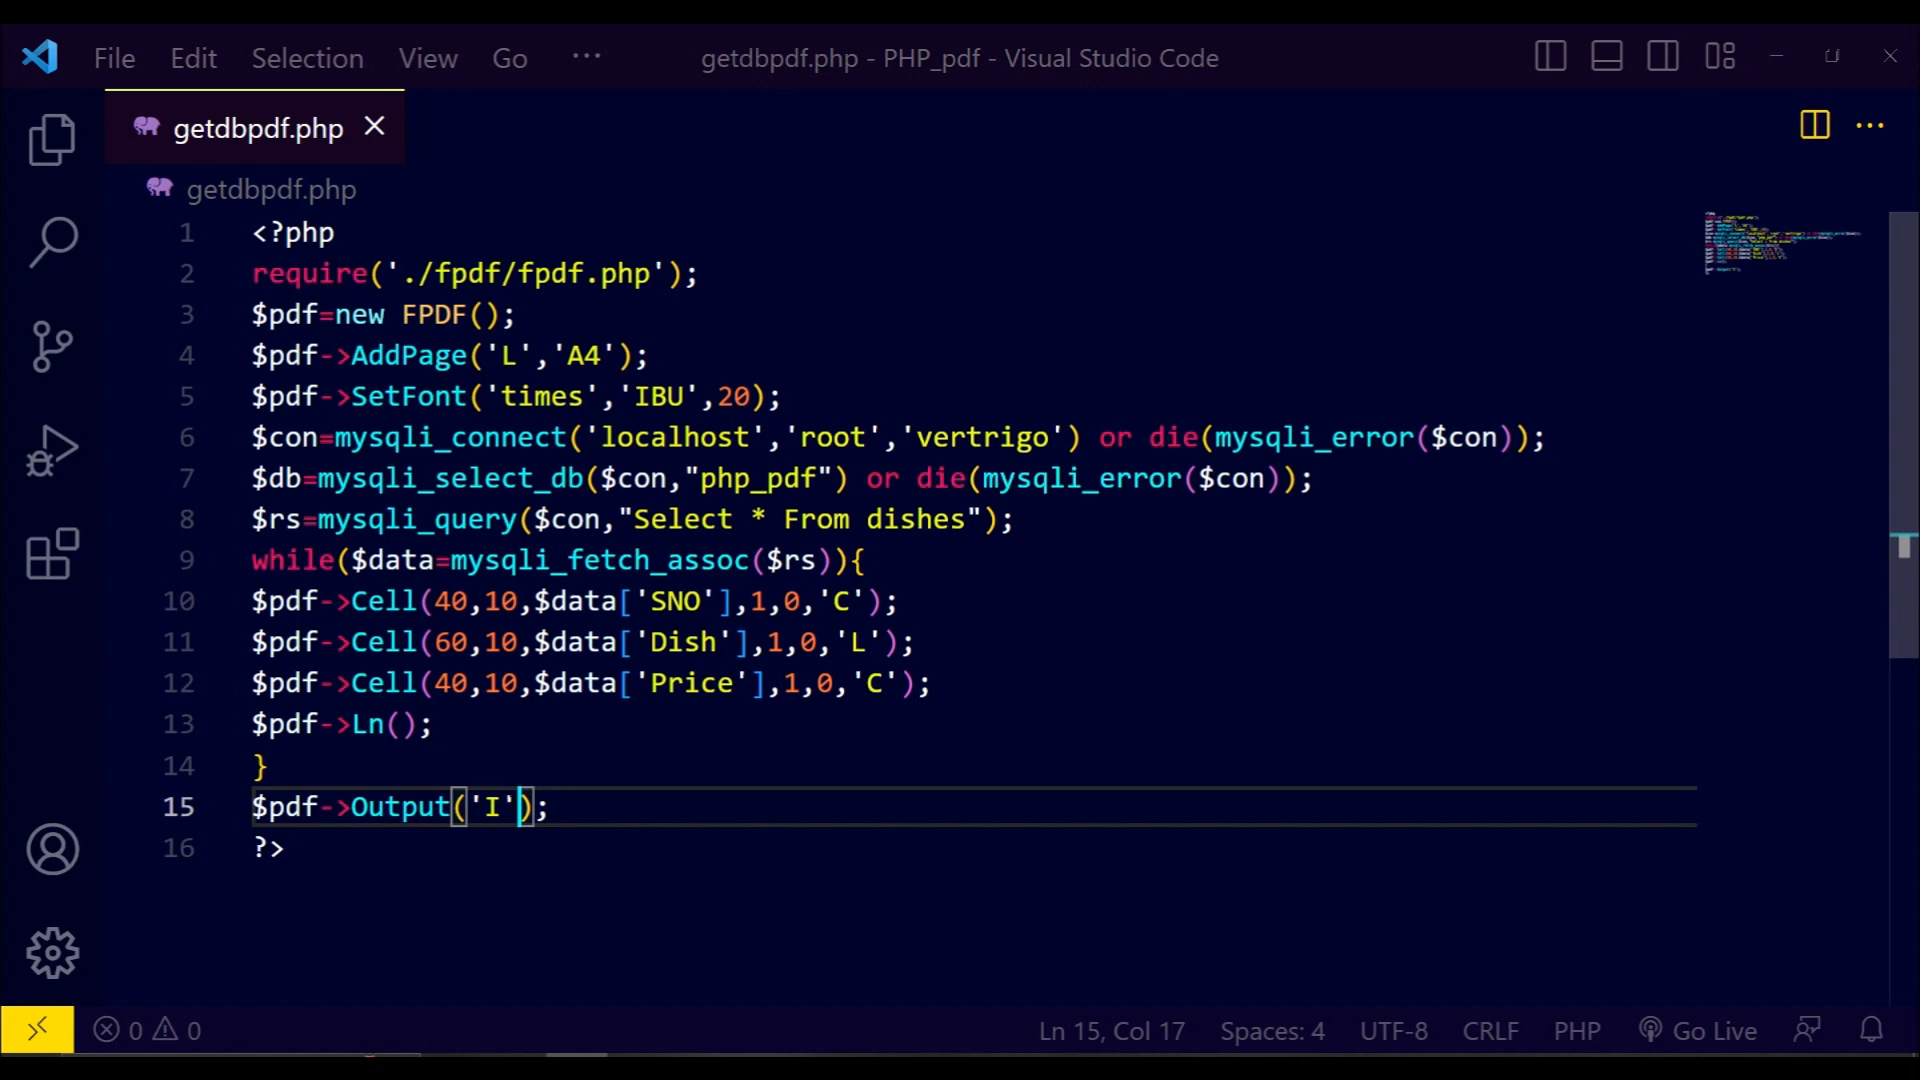 File Edit Selection View Go ··· getdbpdf.php - PHP_pdf - Visual Studio Code
getdbpdf.php
getdbpdf.php
1 <?php
2 require('./fpdf/fpdf.php');
3 $pdf=new FPDF();
4 $pdf->AddPage('L','A4');
5 $pdf->SetFont('times','IBU',20);
6 $con=mysqli_connect('localhost','root','vertrigo') or die(mysqli_error($con));
7 $db=mysqli_select_db($con,"php_pdf") or die(mysqli_error($con));
8 $rs=mysqli_query($con,"Select * From dishes");
9 while($data=mysqli_fetch_assoc($rs)){
10 $pdf->Cell(40,10,$data['SNO'],1,0,'C');
11 $pdf->Cell(60,10,$data['Dish'],1,0,'L');
12 $pdf->Cell(40,10,$data['Price'],1,0,'C');
13 $pdf->Ln();
14 }
15 $pdf->Output('I');
16 ?>
0 0 Ln 15, Col 17 Spaces: 4 UTF-8 CRLF PHP Go Live